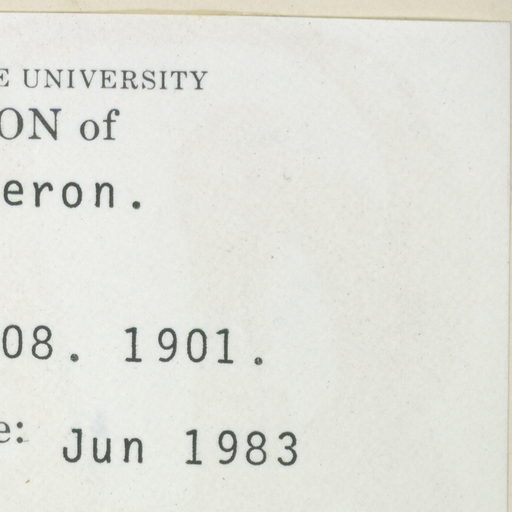 E UNIVERSITY
ON of
eron.
08. 1901.
e: Jun 1983